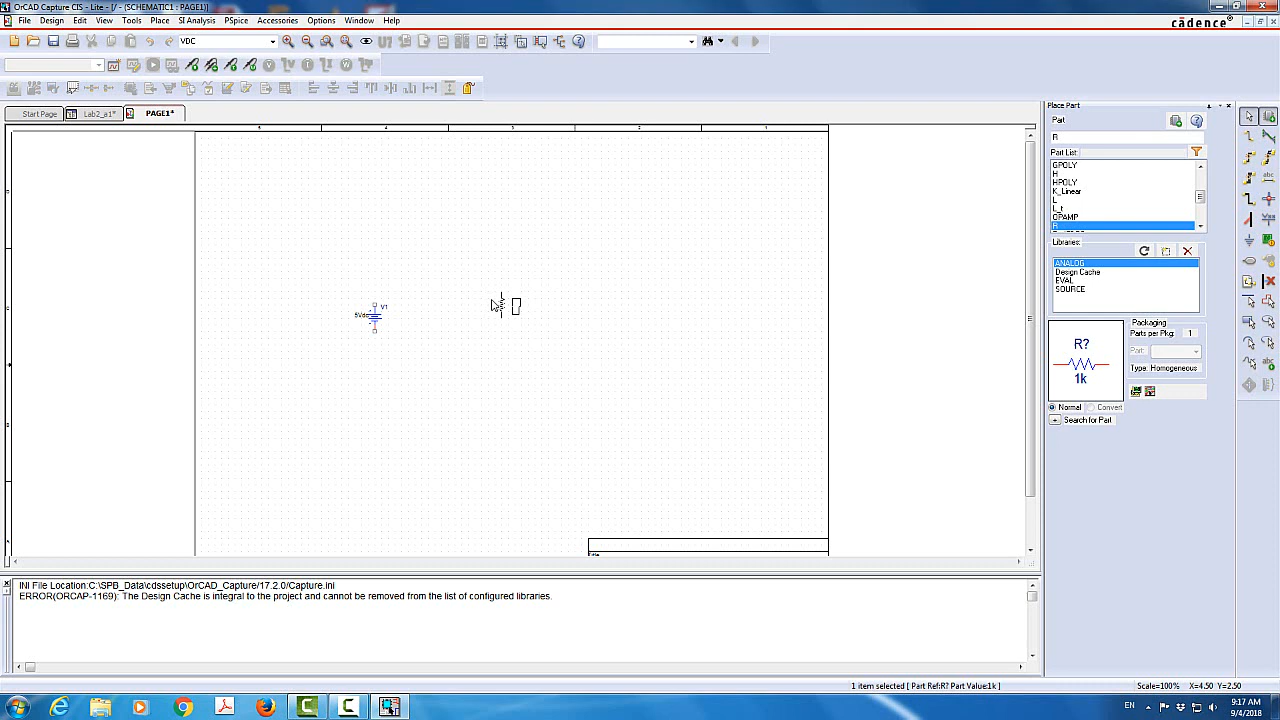 OrCAD Capture CIS - Lite - [/ - (SCHEMATIC1 : PAGE1)]
File Design Edit View Tools Place SI Analysis PSpice Accessories Options Window Help
cādence
VDC
Start Page Lab2_a1* PAGE1*
Place Part
Part
R
Part List:
GPOLY
H
HPOLY
K_Linear
L
L_t
OPAMP
R
Libraries:
ANALOG
Design Cache
EVAL
SOURCE
Packaging
Parts per Pkg: 1
Part:
Type: Homogeneous
R?
1k
Normal Convert
Search for Part
V1
5Vdc
Title
INI File Location:C:\SPB_Data\cdssetup\OrCAD_Capture/17.2.0/Capture.ini
ERROR(ORCAP-1169): The Design Cache is integral to the project and cannot be removed from the list of configured libraries.
1 item selected [ Part Ref:R? Part Value:1k ] Scale=100% X=4.50 Y=2.50
EN 9:17 AM
9/4/2018